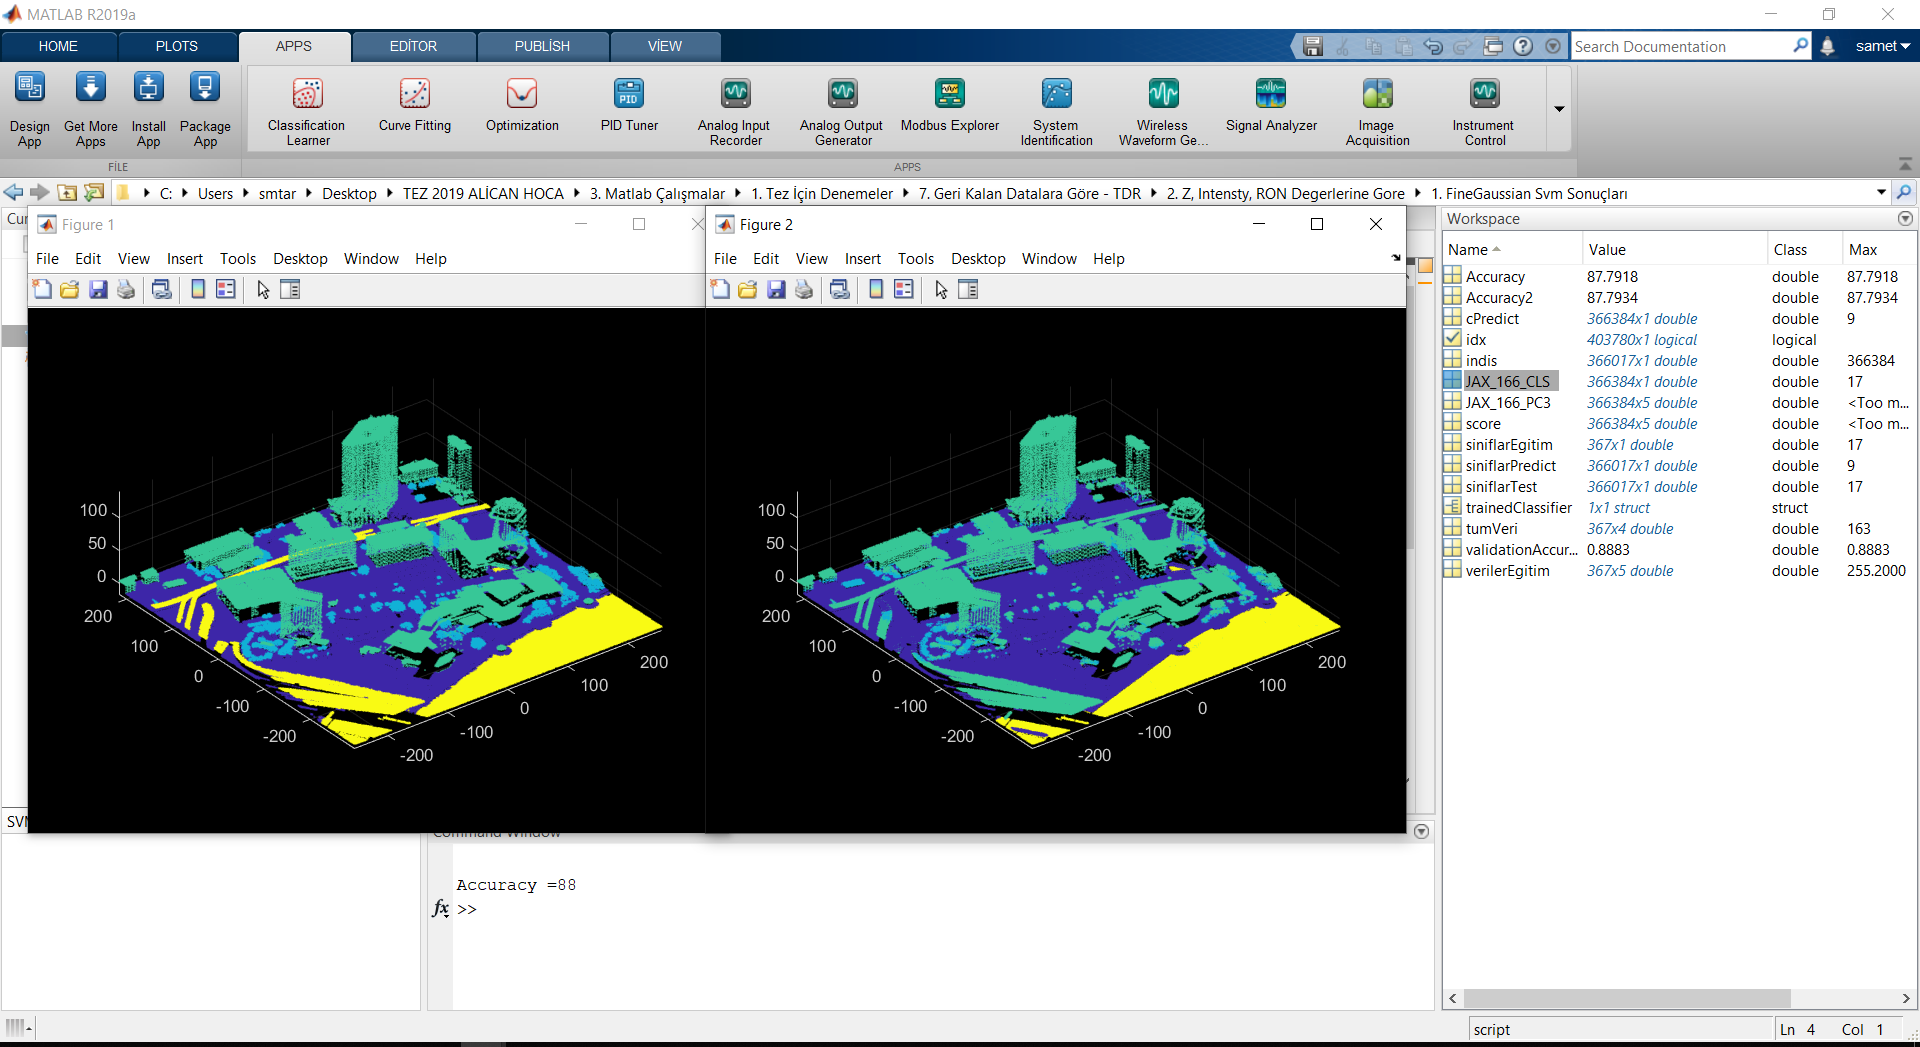 MATLAB R2019a
HOME PLOTS APPS EDİTOR PUBLİSH VİEW
Search Documentation samet
Design App
Get More Apps
Install App
Package App
Classification Learner
Curve Fitting
Optimization
PID Tuner
Analog Input Recorder
Analog Output Generator
Modbus Explorer
System Identification
Wireless Waveform Ge...
Signal Analyzer
Image Acquisition
Instrument Control
FİLE APPS
C: Users smtar Desktop TEZ 2019 ALİCAN HOCA 3. Matlab Çalışmalar 1. Tez İçin Denemeler 7. Geri Kalan Datalara Göre - TDR 2. Z, Intensty, RON Degerlerine Gore 1. FineGaussian Svm Sonuçları
Cur
Figure 1
File Edit View Insert Tools Desktop Window Help
100
50
0
200
100
0
-100
-200
-200
-100
0
100
200
Figure 2
File Edit View Insert Tools Desktop Window Help
100
50
0
200
100
0
-100
-200
-200
-100
0
100
200
Workspace
Name Value Class Max
Accuracy 87.7918 double 87.7918
Accuracy2 87.7934 double 87.7934
cPredict 366384x1 double double 9
idx 403780x1 logical logical
indis 366017x1 double double 366384
JAX_166_CLS 366384x1 double double 17
JAX_166_PC3 366384x5 double double <Too m...
score 366384x5 double double <Too m...
siniflarEgitim 367x1 double double 17
siniflarPredict 366017x1 double double 9
siniflarTest 366017x1 double double 17
trainedClassifier 1x1 struct struct
tumVeri 367x4 double double 163
validationAccur... 0.8883 double 0.8883
verilerEgitim 367x5 double double 255.2000
SVM
Command Window
Accuracy =88
fx >>
script Ln 4 Col 1